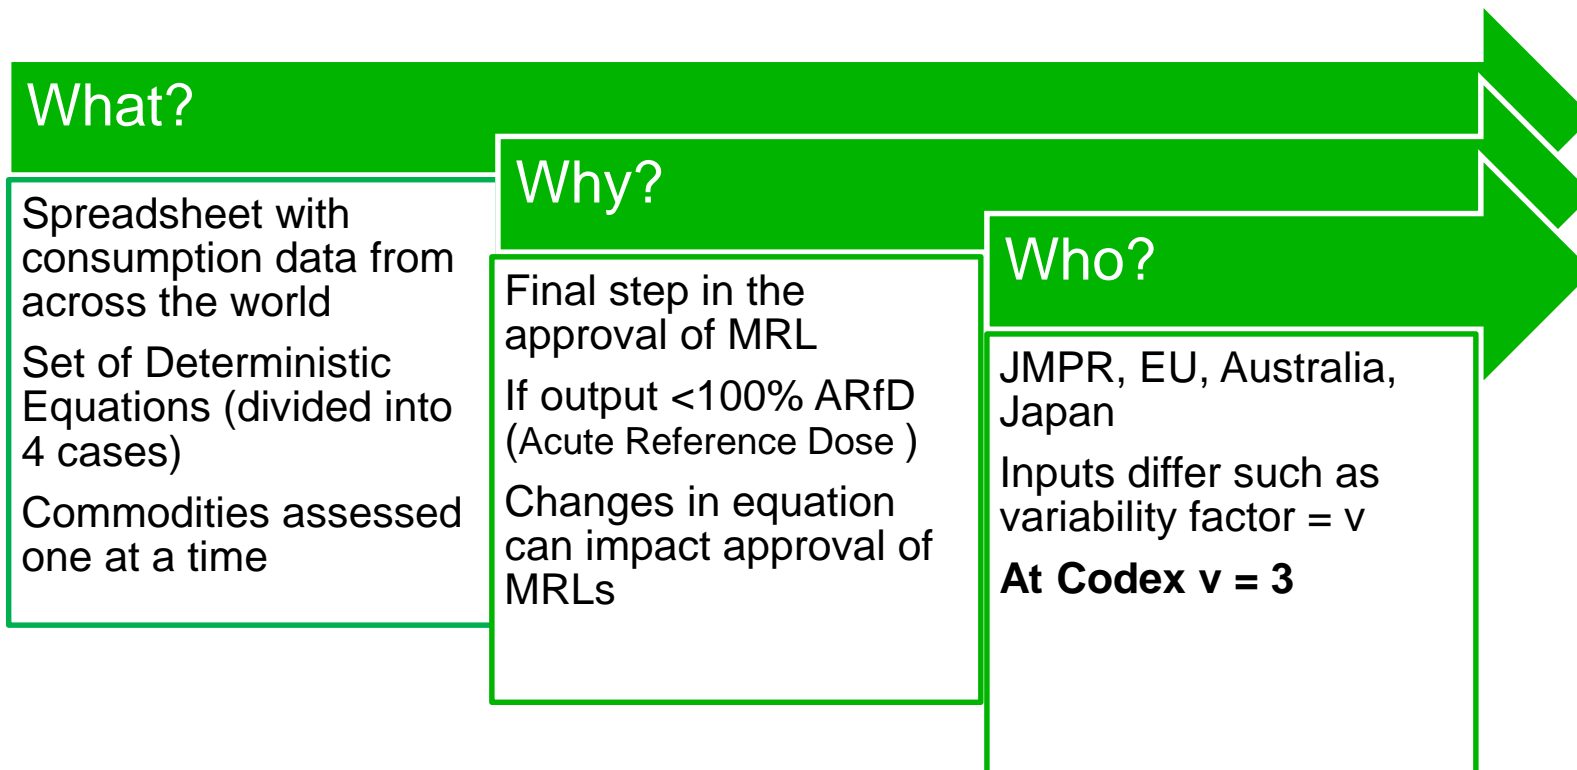 What?
Spreadsheet with
consumption data from
across the world
Set of Deterministic
Equations (divided into
4 cases)
Commodities assessed
one at a time
Why?
Final step in the
approval of MRL
If output <100% ARfD
(Acute Reference Dose )
Changes in equation
can impact approval of
MRLs
Who?
JMPR, EU, Australia,
Japan
Inputs differ such as
variability factor = v
At Codex v = 3